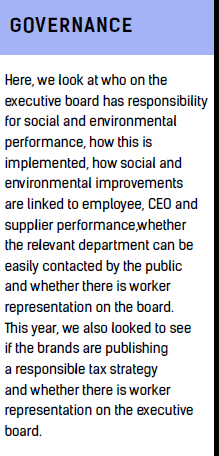 GOVERNANCE
Here, we look at who on the
executive board has responsibility
for social and environmental
performance, how this is
implemented, how social and
environmental improvements
are linked to employee, CEO and
supplier performance,whether
the relevant department can be
easily contacted by the public
and whether there is worker
representation on the board.
This year, we also looked to see
if the brands are publishing
a responsible tax strategy
and whether there is worker
representation on the executive
board.